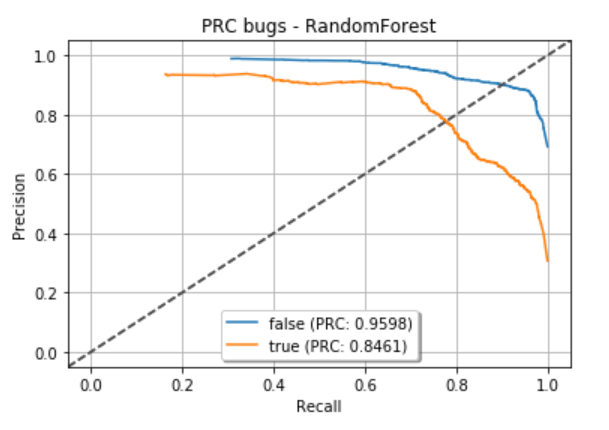 PRC bugs - RandomForest
1.0
0.8
0.6
0.4
0.2
0.0
Precision
false (PRC: 0.9598)
true (PRC: 0.8461)
0.0 0.2 0.4 0.6 0.8 1.0
Recall